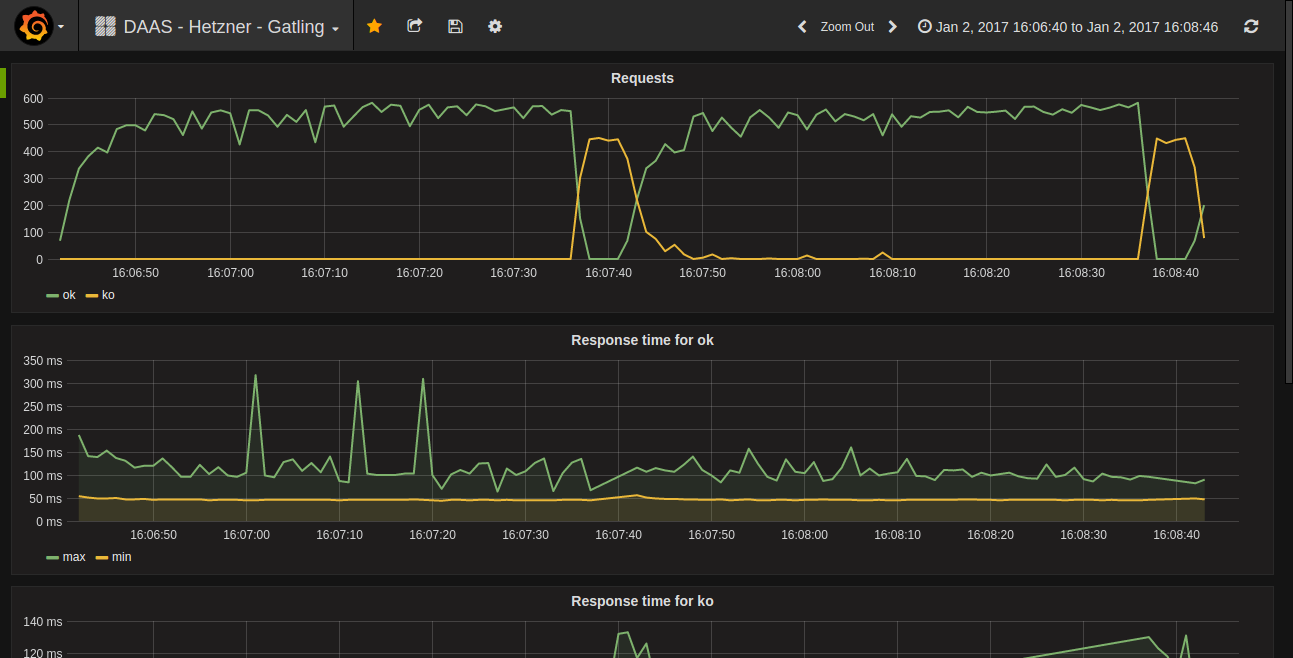 DAAS - Hetzner - Gatling
Zoom Out
Jan 2, 2017 16:06:40 to Jan 2, 2017 16:08:46
Requests
600
500
400
300
200
100
0
16:06:50 16:07:00 16:07:10 16:07:20 16:07:30 16:07:40 16:07:50 16:08:00 16:08:10 16:08:20 16:08:30 16:08:40
ok ko
Response time for ok
350 ms
300 ms
250 ms
200 ms
150 ms
100 ms
50 ms
0 ms
16:06:50 16:07:00 16:07:10 16:07:20 16:07:30 16:07:40 16:07:50 16:08:00 16:08:10 16:08:20 16:08:30 16:08:40
max min
Response time for ko
140 ms
120 ms